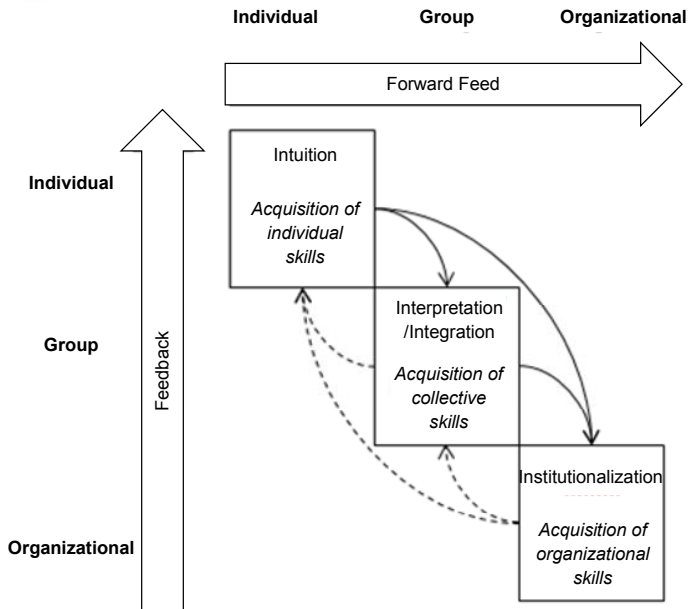 Individual
Group
Organizational
Forward Feed
Individual
Group
Organizational
Feedback
Intuition
Acquisition of
individual
skills
Interpretation
/Integration
Acquisition of
collective
skills
Institutionalization
Acquisition of
organizational
skills